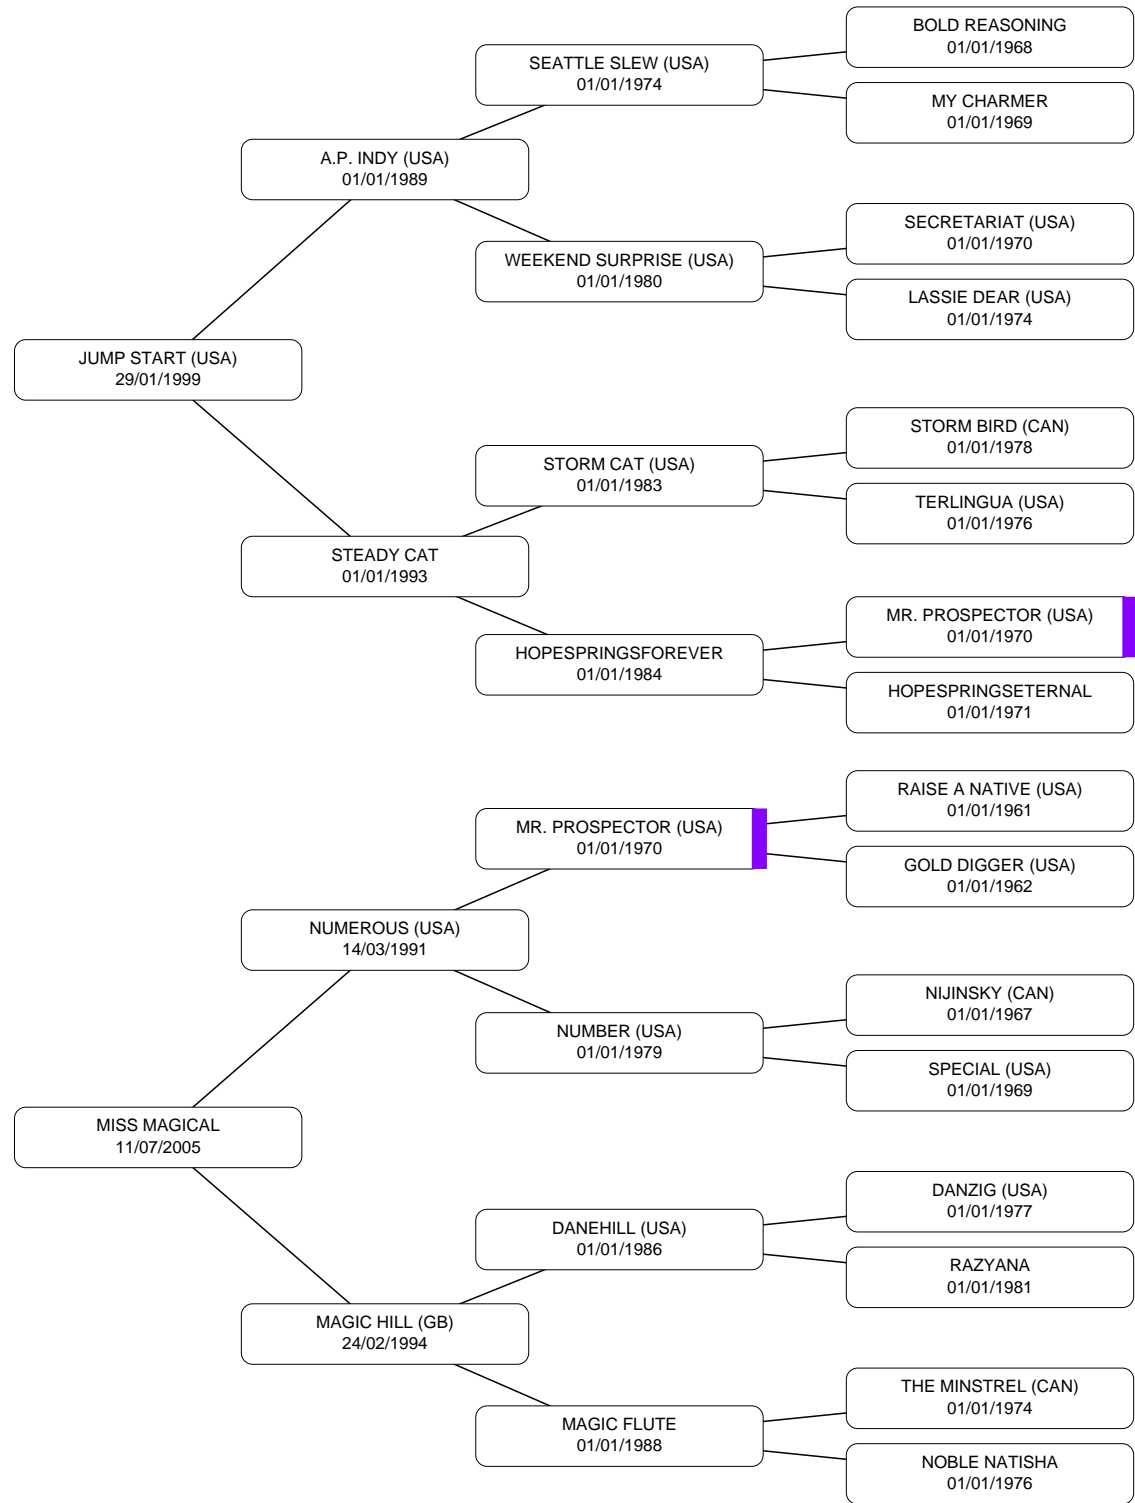 BOLD REASONING
01/01/1968
SEATTLE SLEW (USA)
01/01/1974
MY CHARMER
01/01/1969
A.P. INDY (USA)
01/01/1989
SECRETARIAT (USA)
01/01/1970
WEEKEND SURPRISE (USA)
01/01/1980
LASSIE DEAR (USA)
01/01/1974
JUMP START (USA)
29/01/1999
STORM BIRD (CAN)
01/01/1978
STORM CAT (USA)
01/01/1983
TERLINGUA (USA)
01/01/1976
STEADY CAT
01/01/1993
MR. PROSPECTOR (USA)
01/01/1970
HOPESPRINGSFOREVER
01/01/1984
HOPESPRINGSETERNAL
01/01/1971
RAISE A NATIVE (USA)
01/01/1961
MR. PROSPECTOR (USA)
01/01/1970
GOLD DIGGER (USA)
01/01/1962
NUMEROUS (USA)
14/03/1991
NIJINSKY (CAN)
01/01/1967
NUMBER (USA)
01/01/1979
SPECIAL (USA)
01/01/1969
MISS MAGICAL
11/07/2005
DANZIG (USA)
01/01/1977
DANEHILL (USA)
01/01/1986
RAZYANA
01/01/1981
MAGIC HILL (GB)
24/02/1994
THE MINSTREL (CAN)
01/01/1974
MAGIC FLUTE
01/01/1988
NOBLE NATISHA
01/01/1976